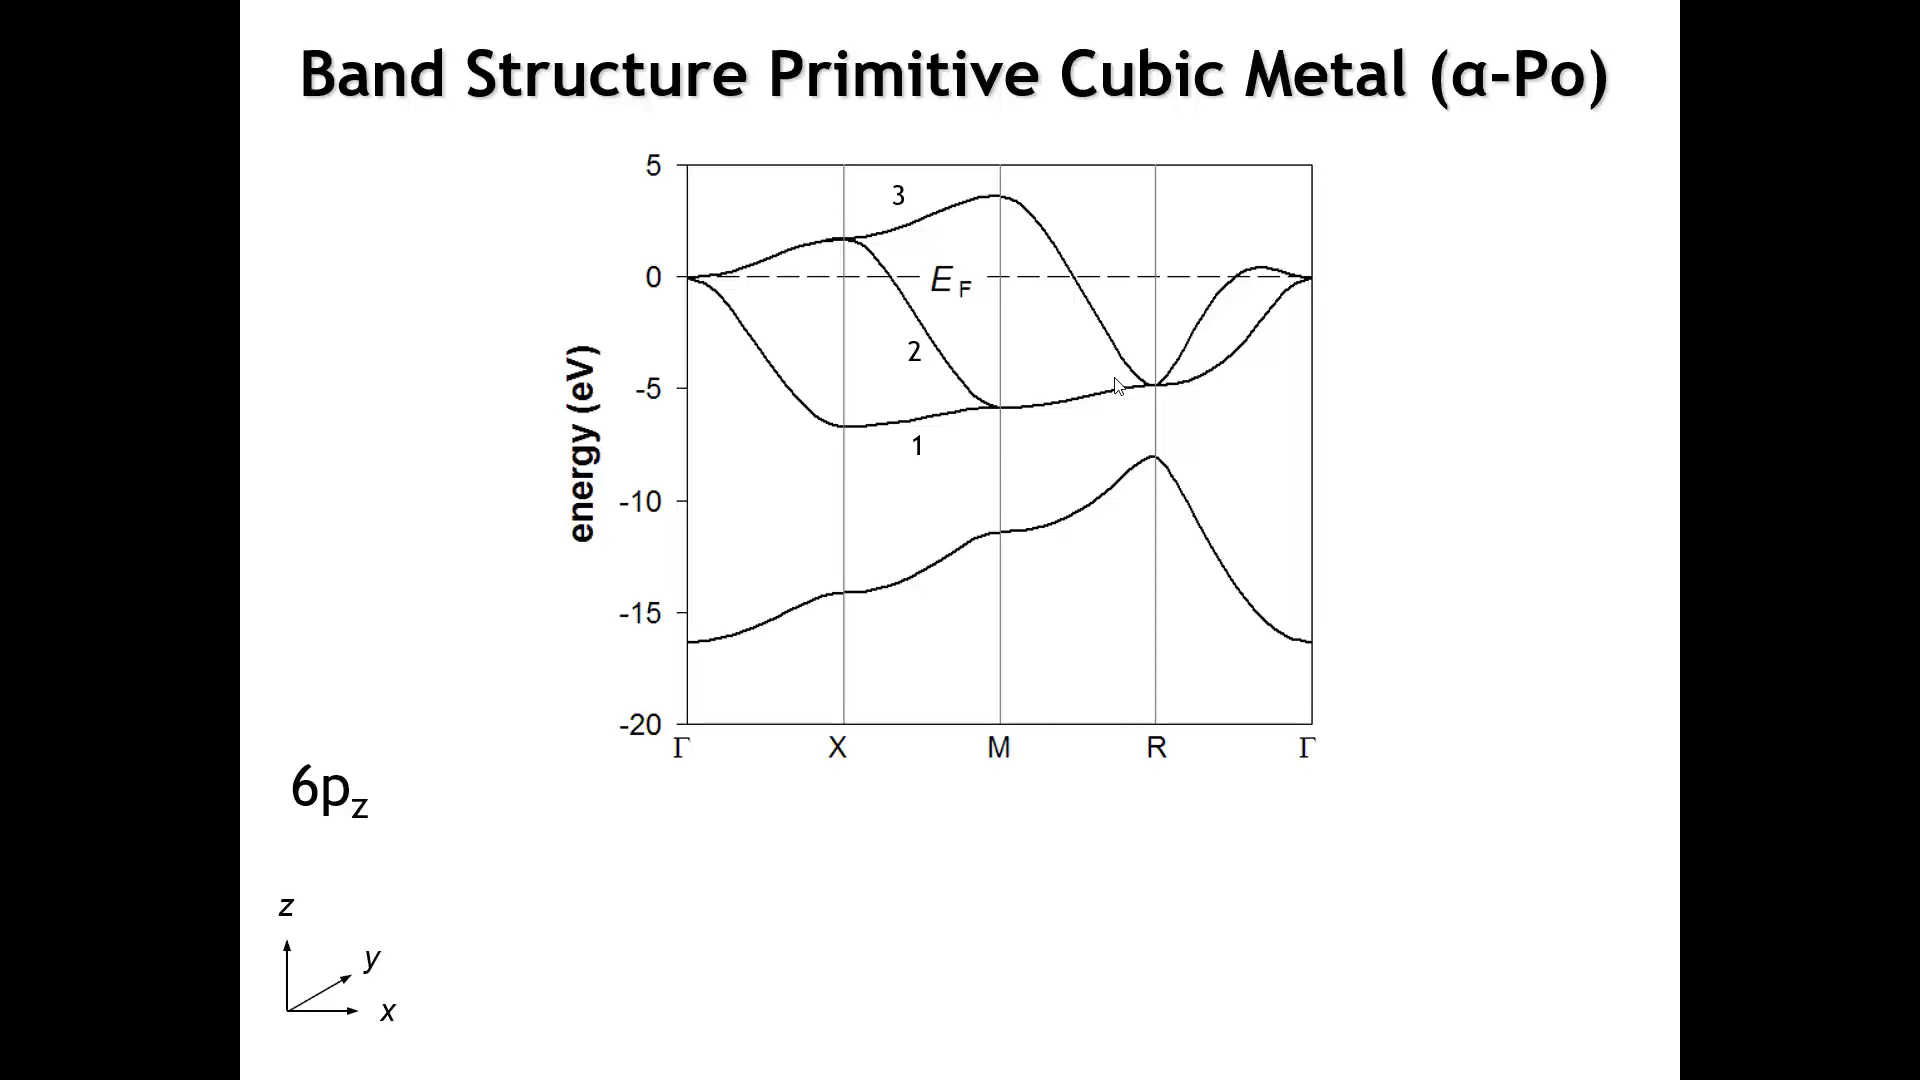 Band Structure Primitive Cubic Metal (α-Po)
5
3
0
E F
2
-5
energy (eV)
1
-10
-15
-20
Γ X M R Γ
6pz
z
y
x